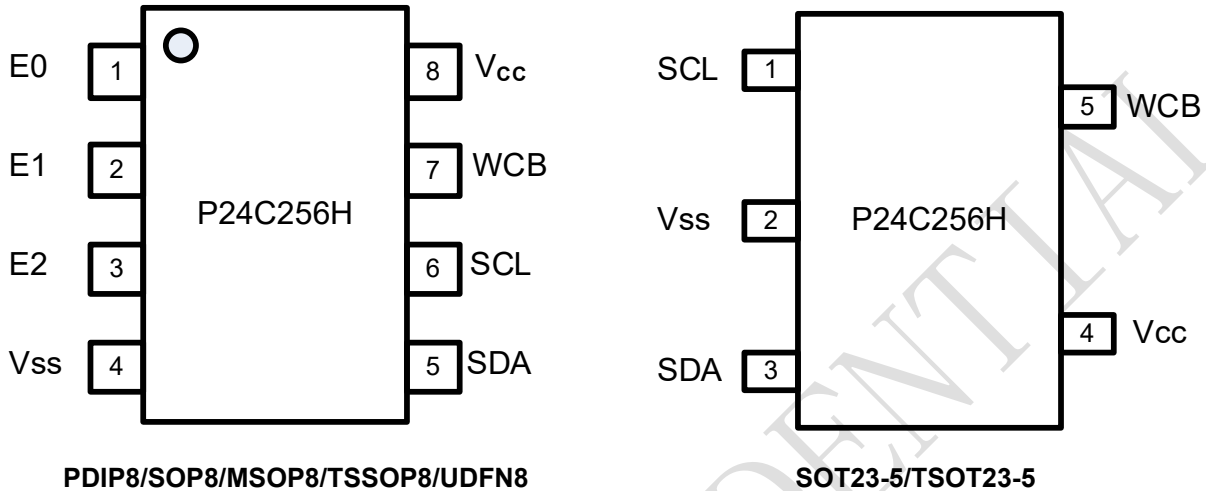 E0 1 8 Vcc
E1 2 7 WCB
P24C256H
E2 3 6 SCL
Vss 4 5 SDA
PDIP8/SOP8/MSOP8/TSSOP8/UDFN8
SCL 1
5 WCB
Vss 2 P24C256H
4 Vcc
SDA 3
SOT23-5/TSOT23-5
DENTIAL